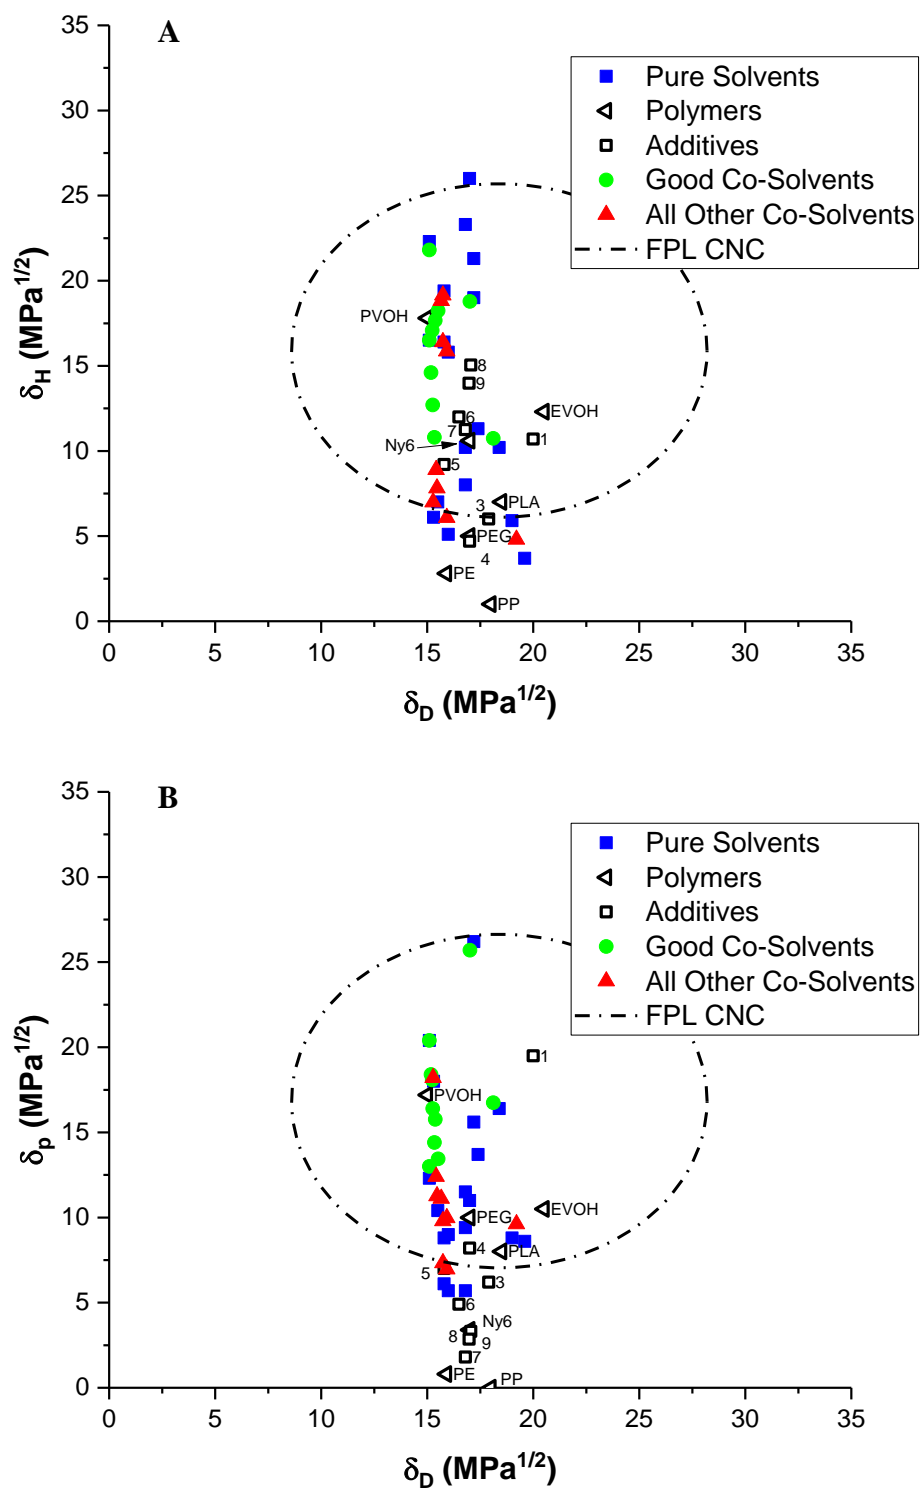 A
35
30
25
20
15
10
5
0
δH (MPa1/2)
Pure Solvents
Polymers
Additives
Good Co-Solvents
All Other Co-Solvents
FPL CNC
PVOH
8
9
EVOH
6
7
1
Ny6
5
3
PLA
PEG
4
PE
PP
0 5 10 15 20 25 30 35
δD (MPa1/2)
B
35
30
25
20
15
10
5
0
δp (MPa1/2)
Pure Solvents
Polymers
Additives
Good Co-Solvents
All Other Co-Solvents
FPL CNC
1
PVOH
EVOH
PEG
4
PLA
5
3
6
Ny6
8
9
7
PE
PP
0 5 10 15 20 25 30 35
δD (MPa1/2)